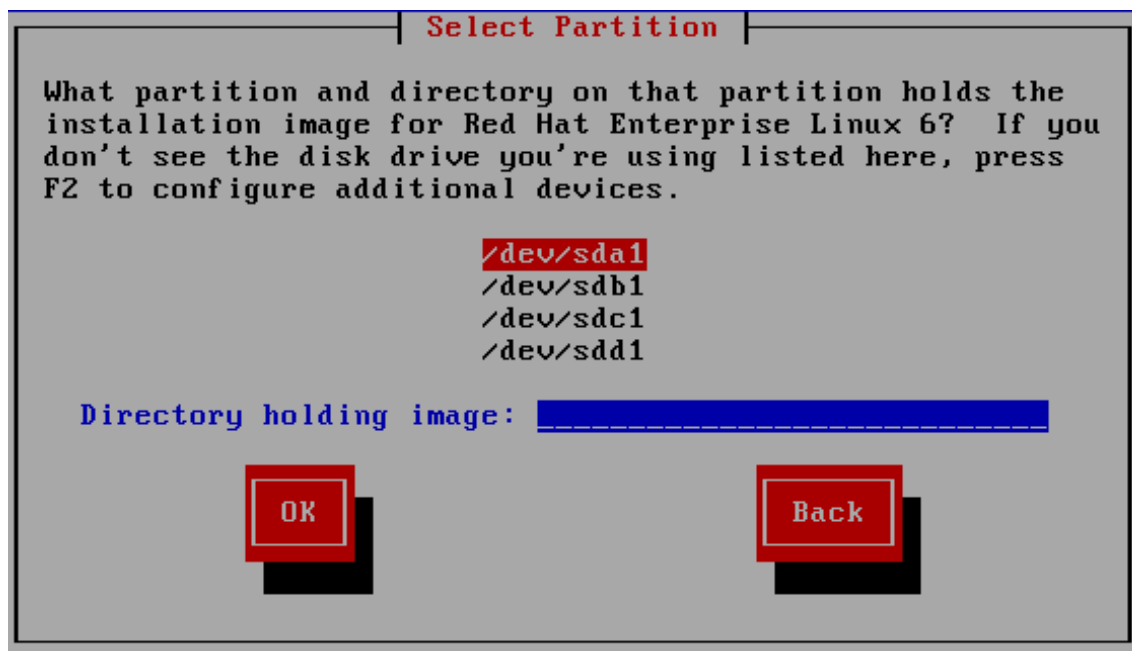 Select Partition
What partition and directory on that partition holds the
installation image for Red Hat Enterprise Linux 6?  If you
don't see the disk drive you're using listed here, press
F2 to configure additional devices.
/dev/sda1
/dev/sdb1
/dev/sdc1
/dev/sdd1
Directory holding image: ____________________________
OK Back